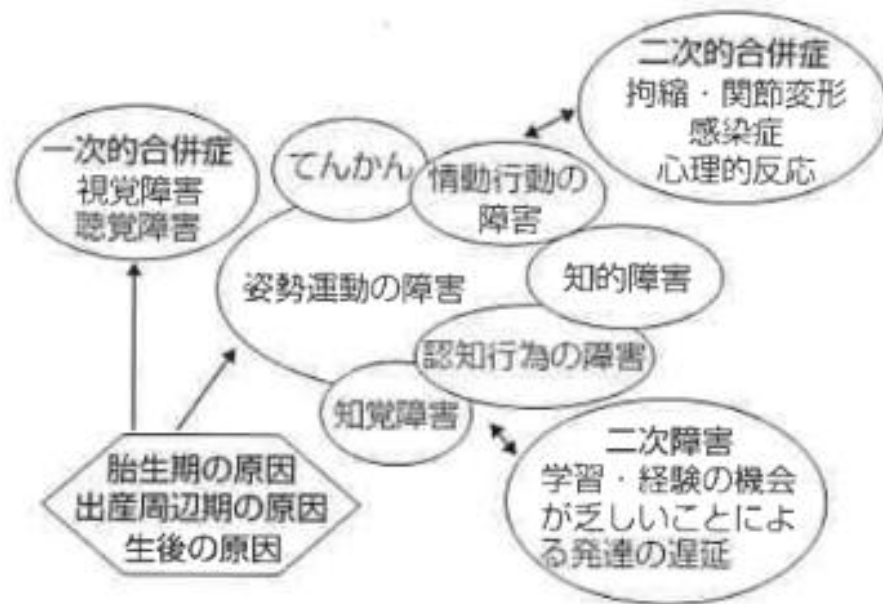 二次的合併症
拘縮・関節変形
感染症
心理的反応
一次的合併症
視覚障害
聴覚障害
てんかん
情動行動の
障害
姿勢運動の障害
知的障害
認知行為の障害
知覚障害
胎生期の原因
出産周辺期の原因
生後の原因
二次障害
学習・経験の機会
が乏しいことによ
る発達の遅延